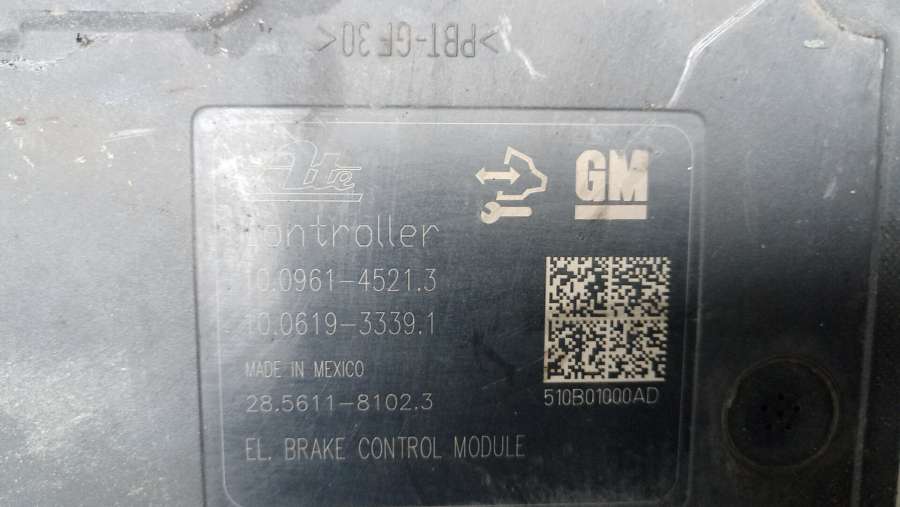 >PBT-GF30<
Ate
GM
Controller
10.0961-4521.3
10.0619-3339.1
MADE IN MEXICO
28.5611-8102.3
510B01000AD
EL. BRAKE CONTROL MODULE